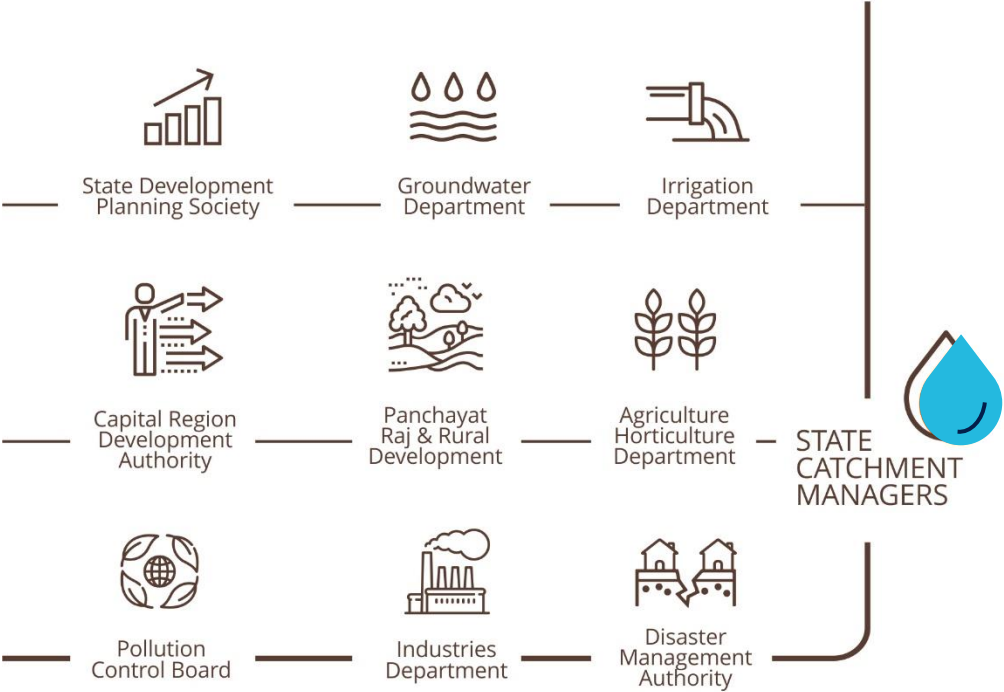 State Development
Planning Society
Groundwater
Department
Irrigation
Department
Capital Region
Development
Authority
Panchayat
Raj & Rural
Development
Agriculture
Horticulture
Department
STATE
CATCHMENT
MANAGERS
Pollution
Control Board
Industries
Department
Disaster
Management
Authority